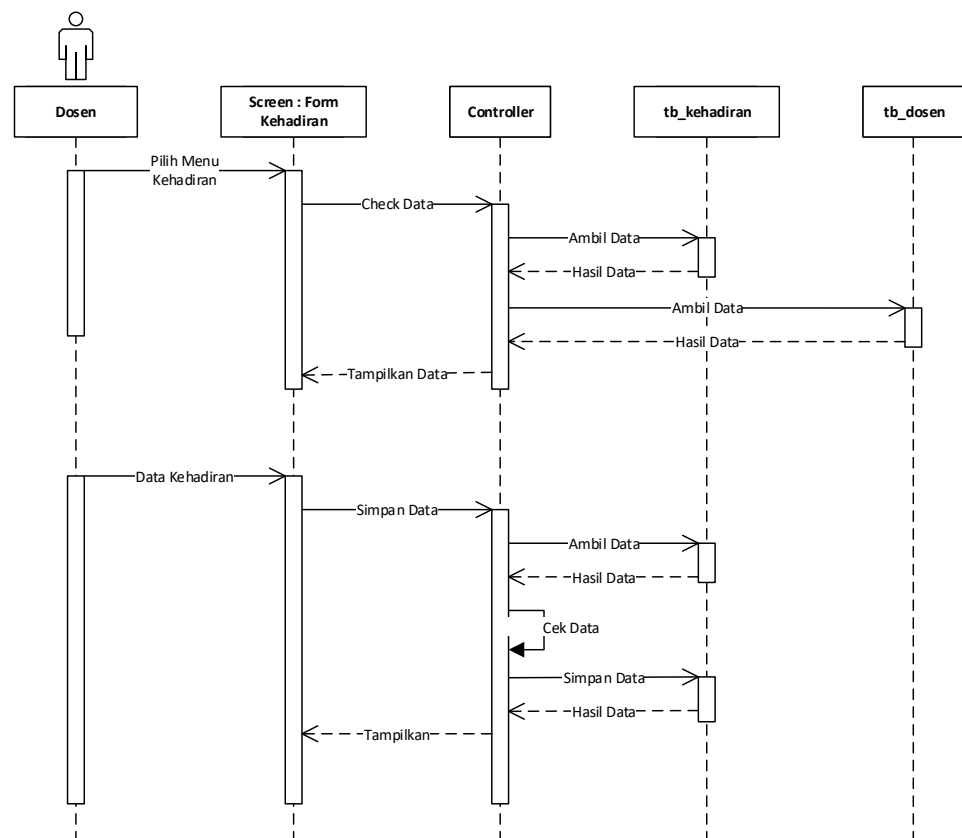 Dosen
Screen : Form
Kehadiran
Controller
tb_kehadiran
tb_dosen
Pilih Menu
Kehadiran
Check Data
Ambil Data
Hasil Data
Ambil Data
Hasil Data
Tampilkan Data
Data Kehadiran
Simpan Data
Ambil Data
Hasil Data
Cek Data
Simpan Data
Hasil Data
Tampilkan